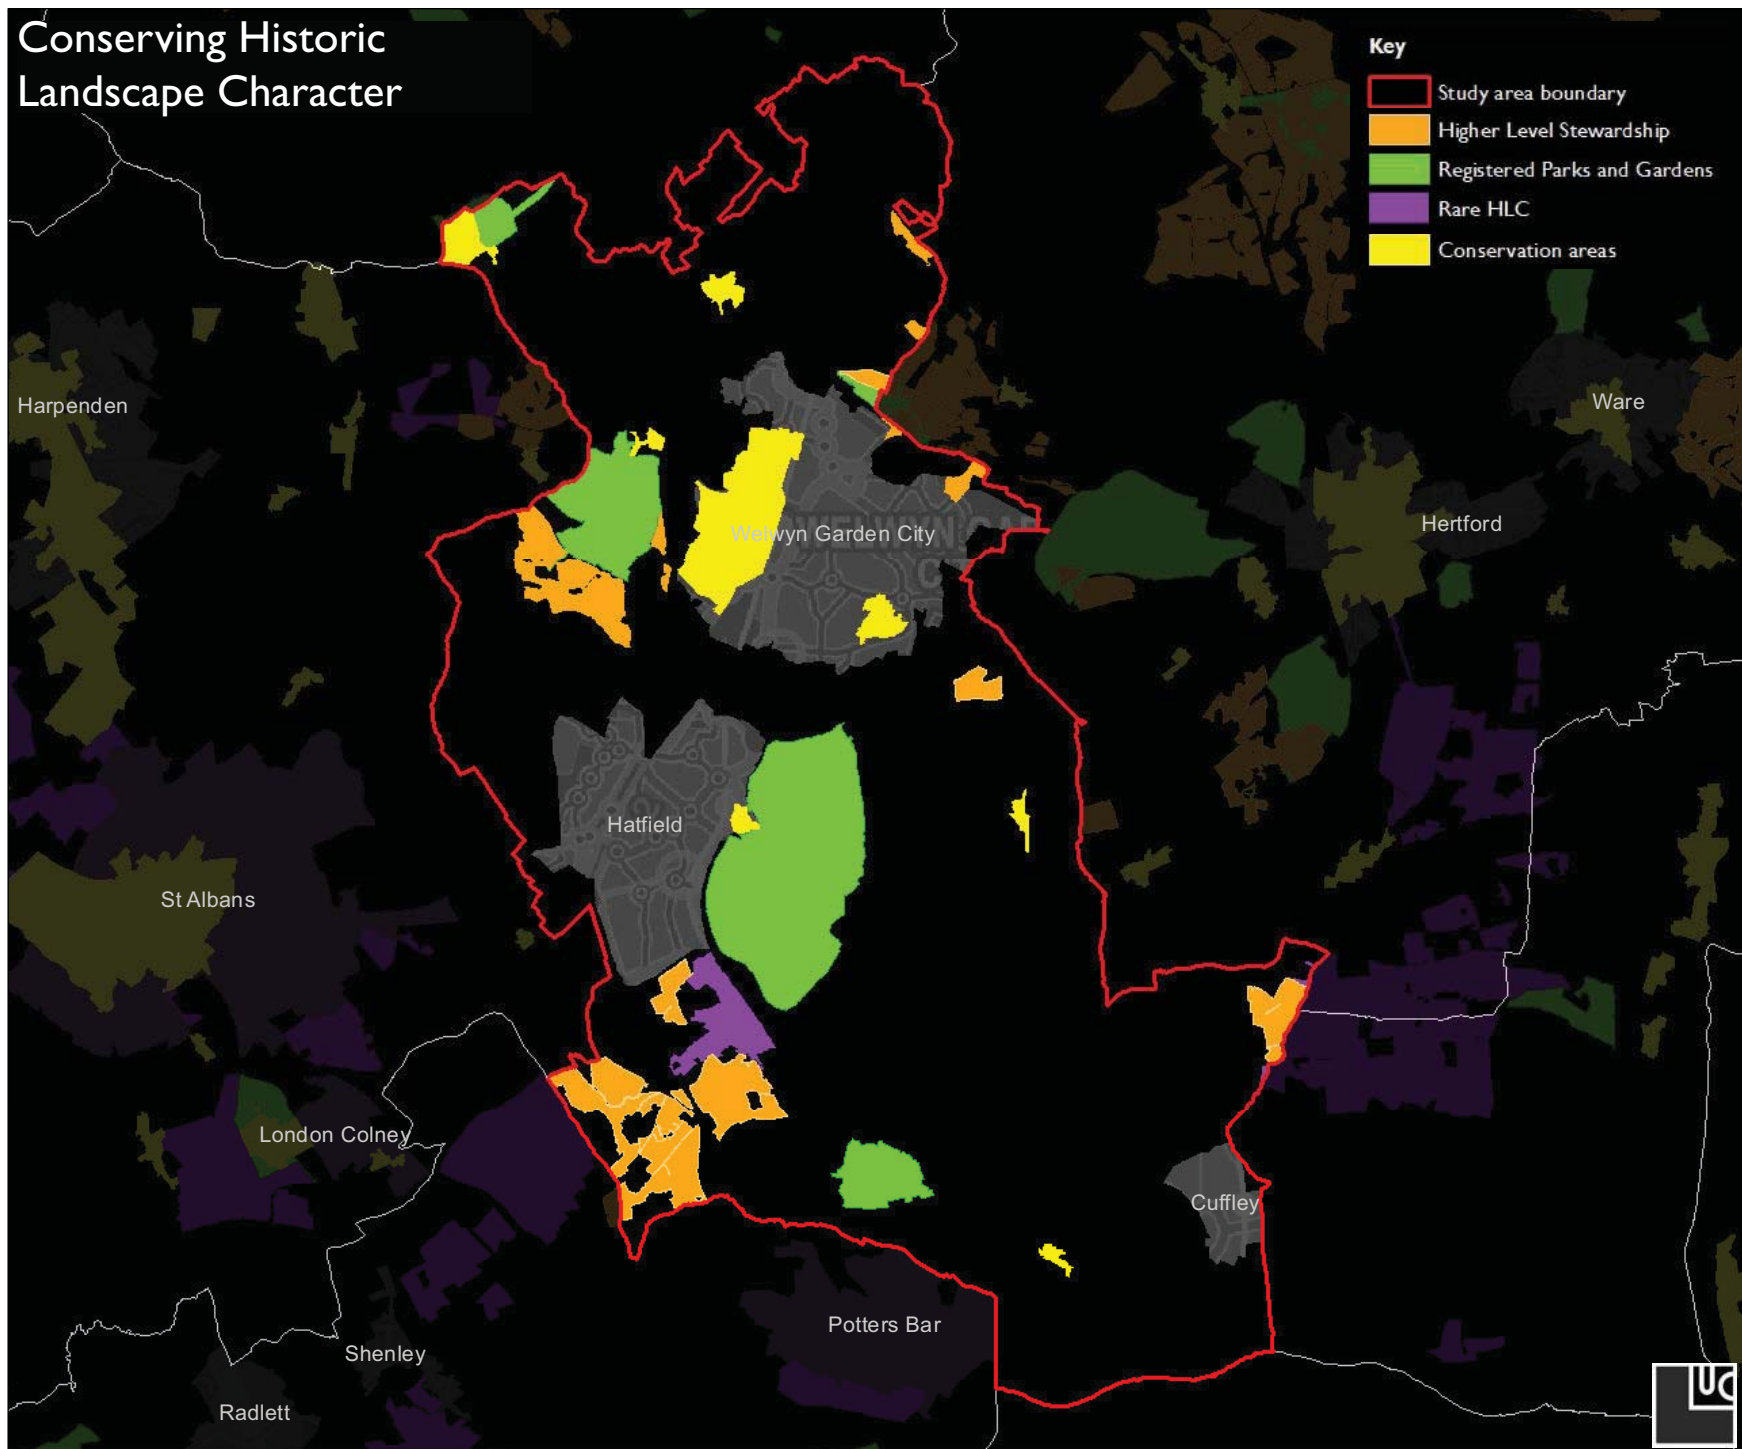 Conserving Historic
Landscape Character
Key
Study area boundary
Higher Level Stewardship
Registered Parks and Gardens
Rare HLC
Conservation areas
Harpenden
Ware
Hertford
Welwyn Garden City
Hatfield
St Albans
London Colney
Cuffley
Potters Bar
Shenley
Radlett